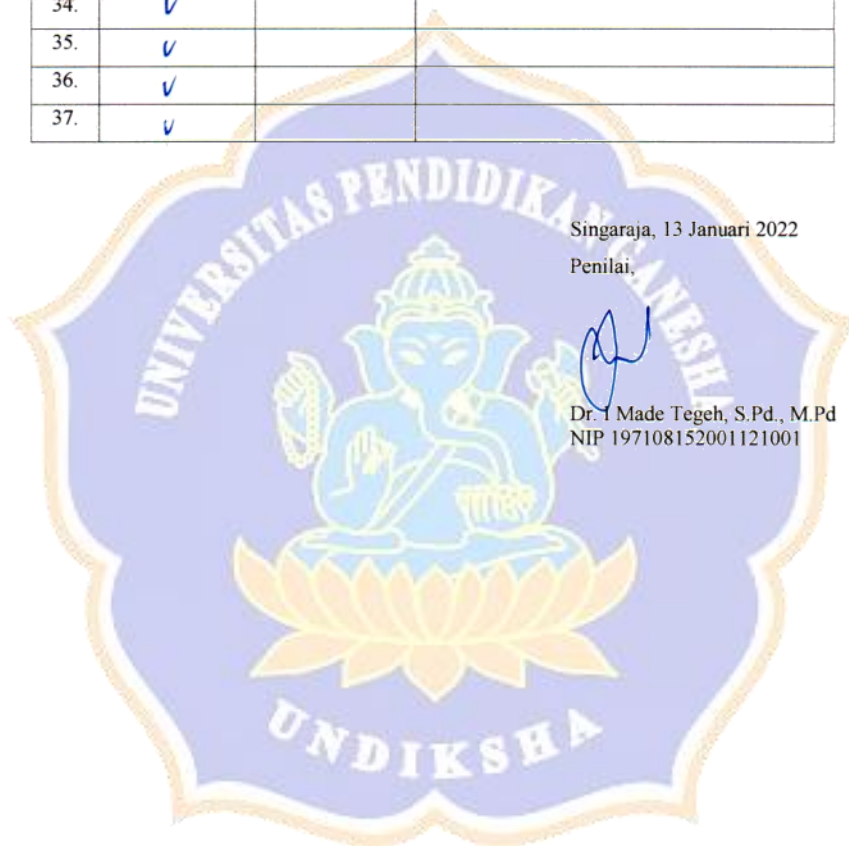 34. ✓
35. ✓
36. ✓
37. ✓
UNIVERSITAS PENDIDIKAN GANESHA
Singaraja, 13 Januari 2022
Penilai,
Dr. I Made Tegeh, S.Pd., M.Pd
NIP 197108152001121001
UNDIKSHA